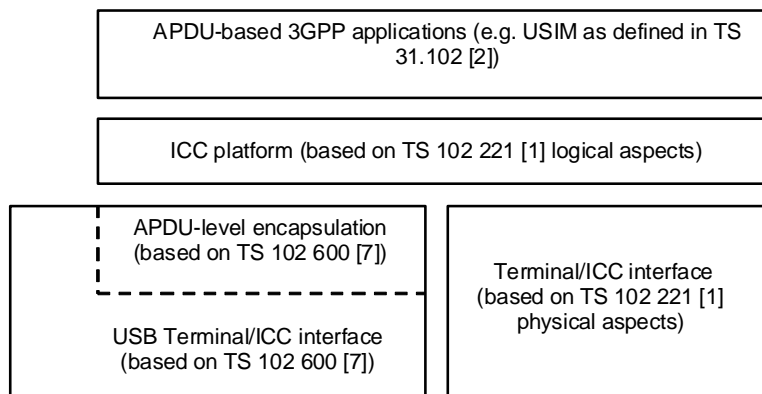 APDU-based 3GPP applications (e.g. USIM as defined in TS
31.102 [2])
ICC platform (based on TS 102 221 [1] logical aspects)
APDU-level encapsulation
(based on TS 102 600 [7])
USB Terminal/ICC interface
(based on TS 102 600 [7])
Terminal/ICC interface
(based on TS 102 221 [1]
physical aspects)